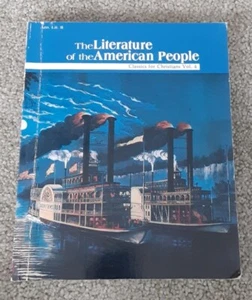 The Literature
of the American People
Classics for Christians, Vol. 4